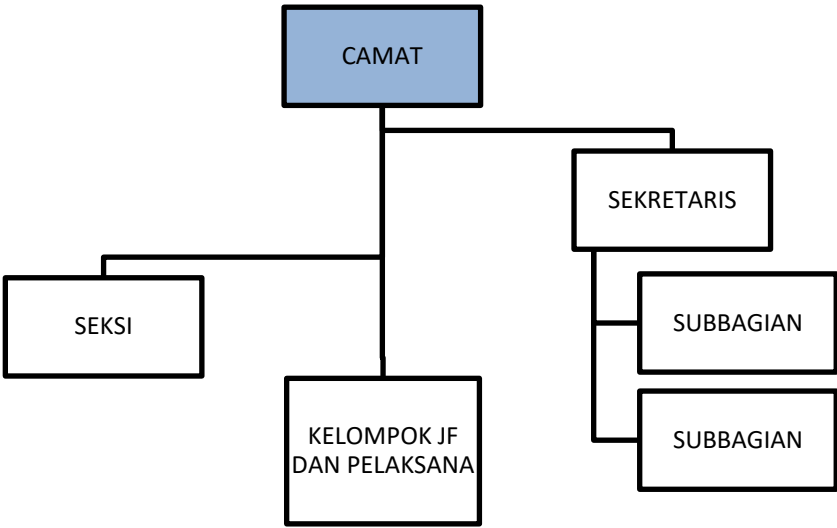 CAMAT
SEKRETARIS
SEKSI
SUBBAGIAN
KELOMPOK JF
DAN PELAKSANA
SUBBAGIAN